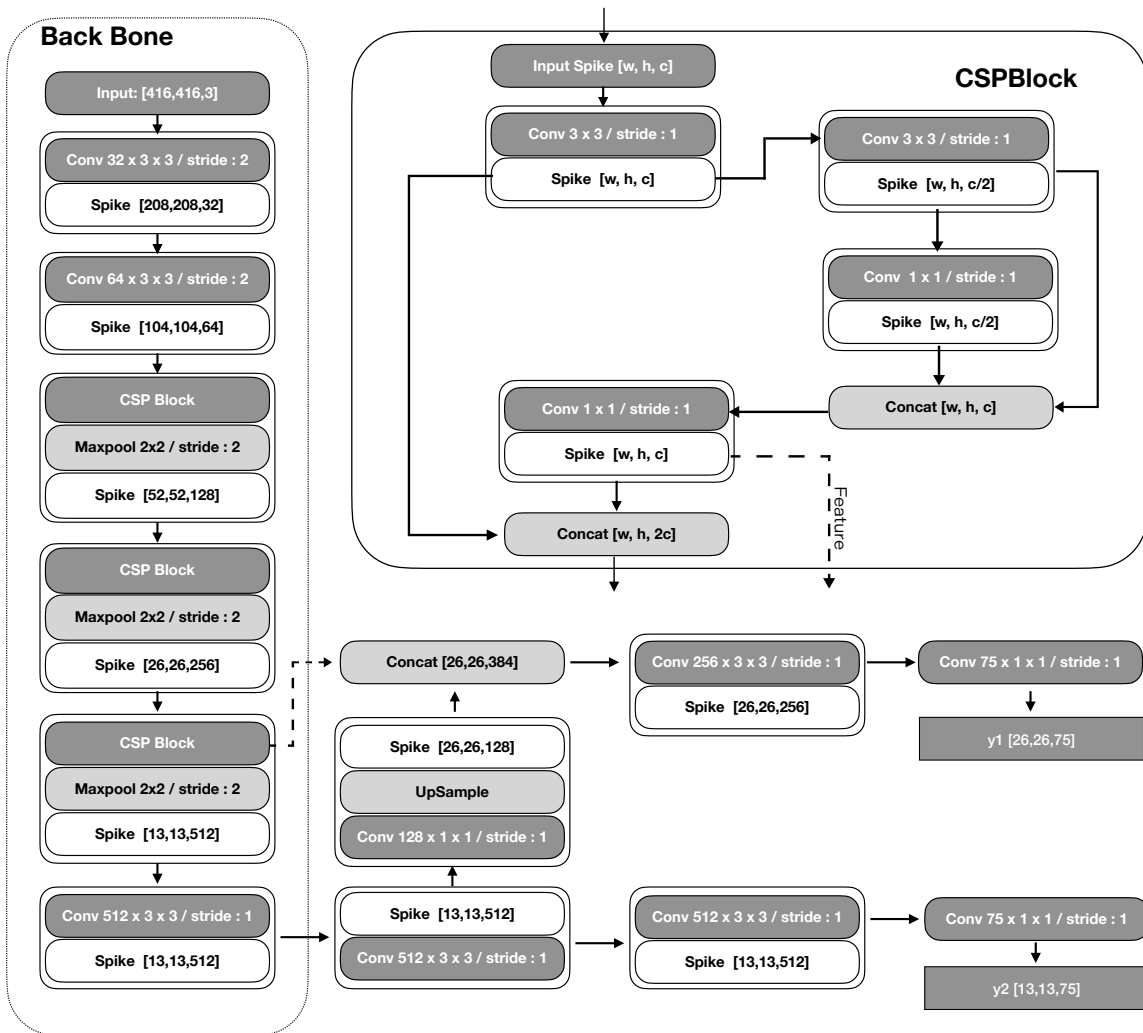 Back Bone
Input: [416,416,3]
Conv 32 x 3 x 3 / stride : 2
Spike [208,208,32]
Conv 64 x 3 x 3 / stride : 2
Spike [104,104,64]
CSP Block
Maxpool 2x2 / stride : 2
Spike [52,52,128]
CSP Block
Maxpool 2x2 / stride : 2
Spike [26,26,256]
CSP Block
Maxpool 2x2 / stride : 2
Spike [13,13,512]
Conv 512 x 3 x 3 / stride : 1
Spike [13,13,512]
CSPBlock
Input Spike [w, h, c]
Conv 3 x 3 / stride : 1
Spike [w, h, c]
Conv 3 x 3 / stride : 1
Spike [w, h, c/2]
Conv 1 x 1 / stride : 1
Spike [w, h, c/2]
Concat [w, h, c]
Conv 1 x 1 / stride : 1
Spike [w, h, c]
Feature
Concat [w, h, 2c]
Concat [26,26,384]
Spike [26,26,128]
UpSample
Conv 128 x 1 x 1 / stride : 1
Spike [13,13,512]
Conv 512 x 3 x 3 / stride : 1
Conv 256 x 3 x 3 / stride : 1
Spike [26,26,256]
Conv 75 x 1 x 1 / stride : 1
y1 [26,26,75]
Conv 512 x 3 x 3 / stride : 1
Spike [13,13,512]
Conv 75 x 1 x 1 / stride : 1
y2 [13,13,75]